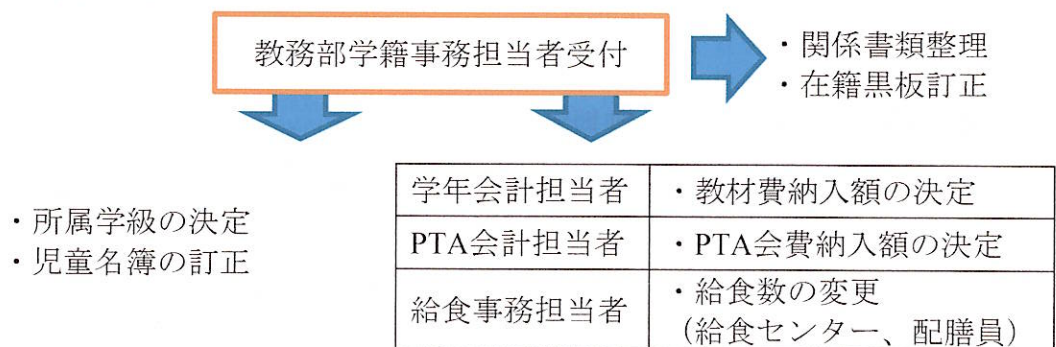 教務部学籍事務担当者受付
・関係書類整理
・在籍黒板訂正
・所属学級の決定
・児童名簿の訂正
学年会計担当者 ・教材費納入額の決定
PTA会計担当者 ・PTA会費納入額の決定
給食事務担当者 ・給食数の変更
（給食センター、配膳員）